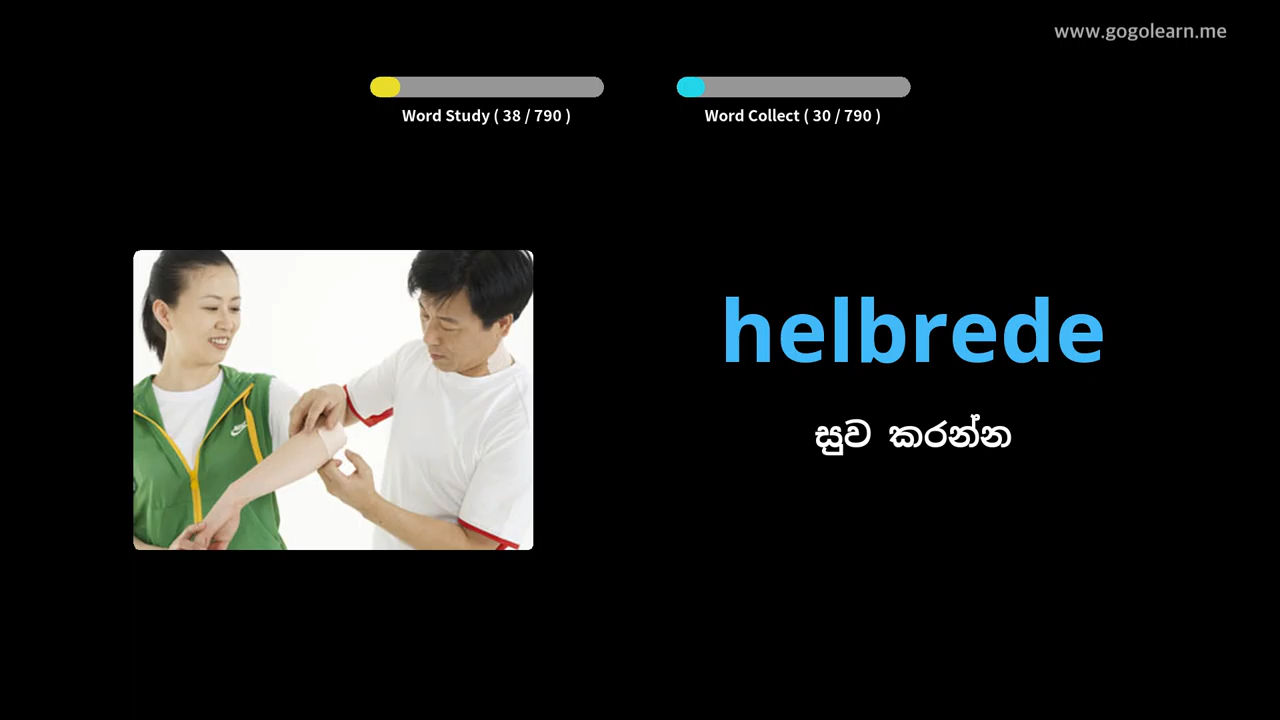 www.gogolearn.me
Word Study ( 38 / 790 )
Word Collect ( 30 / 790 )
helbrede
සුව කරන්න